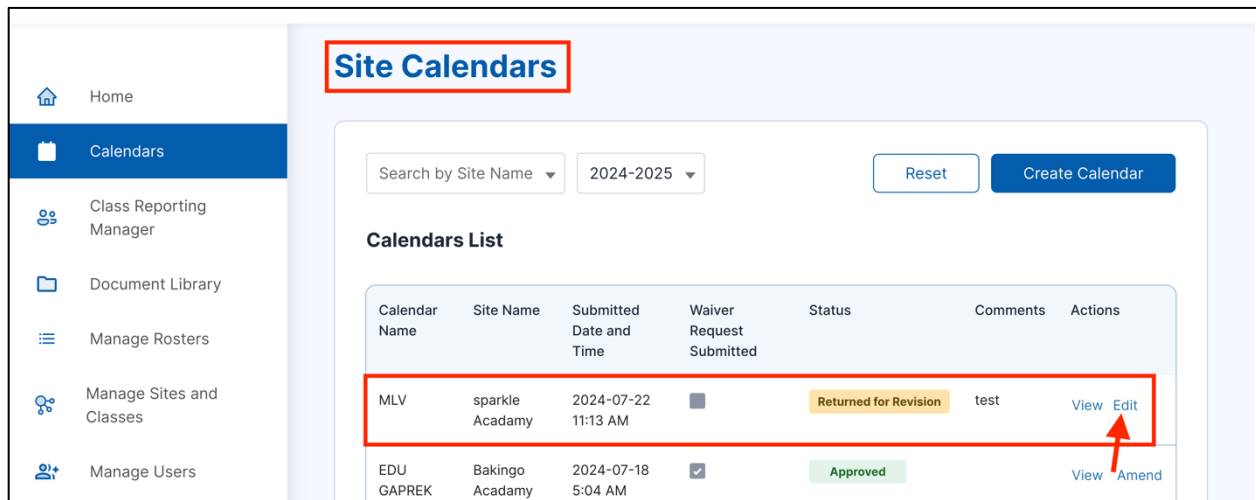 Site Calendars
Home
Calendars
Class Reporting
Manager
Document Library
Manage Rosters
Manage Sites and
Classes
Manage Users
Search by Site Name
2024-2025
Reset
Create Calendar
Calendars List
Calendar
Name
Site Name
Submitted
Date and
Time
Waiver
Request
Submitted
Status
Comments
Actions
MLV
sparkle
Acadamy
2024-07-22
11:13 AM
Returned for Revision
test
View Edit
EDU
GAPREK
Bakingo
Acadamy
2024-07-18
5:04 AM
Approved
View Amend